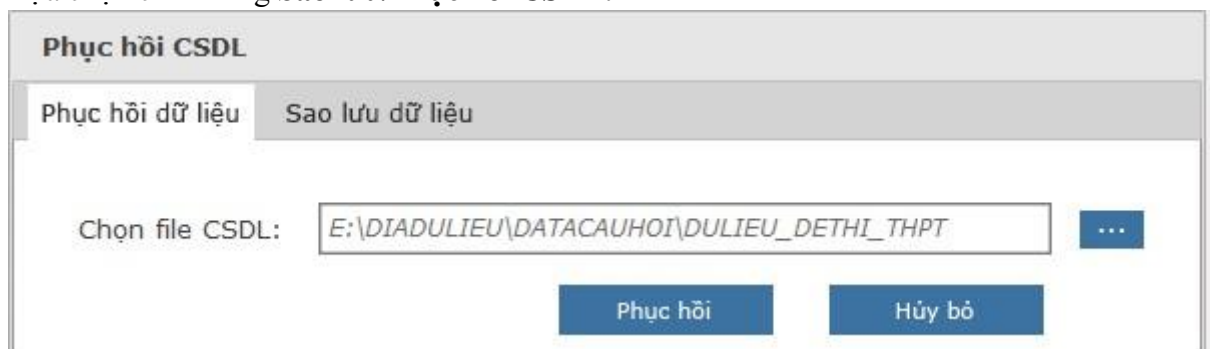 Phục hồi CSDL
Phục hồi dữ liệu Sao lưu dữ liệu
Chọn file CSDL: E:\DIADULIEU\DATACAUHOI\DULIEU_DETHI_THPT ...
Phục hồi Hủy bỏ